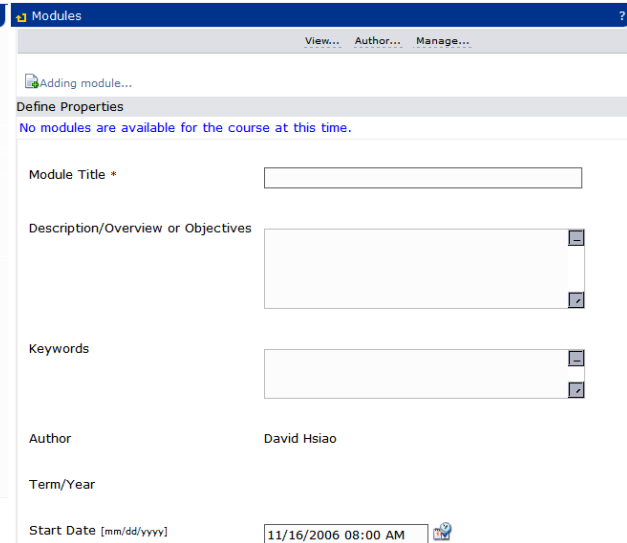 Modules ?
View... Author... Manage...
Adding module...
Define Properties
No modules are available for the course at this time.
Module Title *
Description/Overview or Objectives
Keywords
Author David Hsiao
Term/Year
Start Date [mm/dd/yyyy] 11/16/2006 08:00 AM